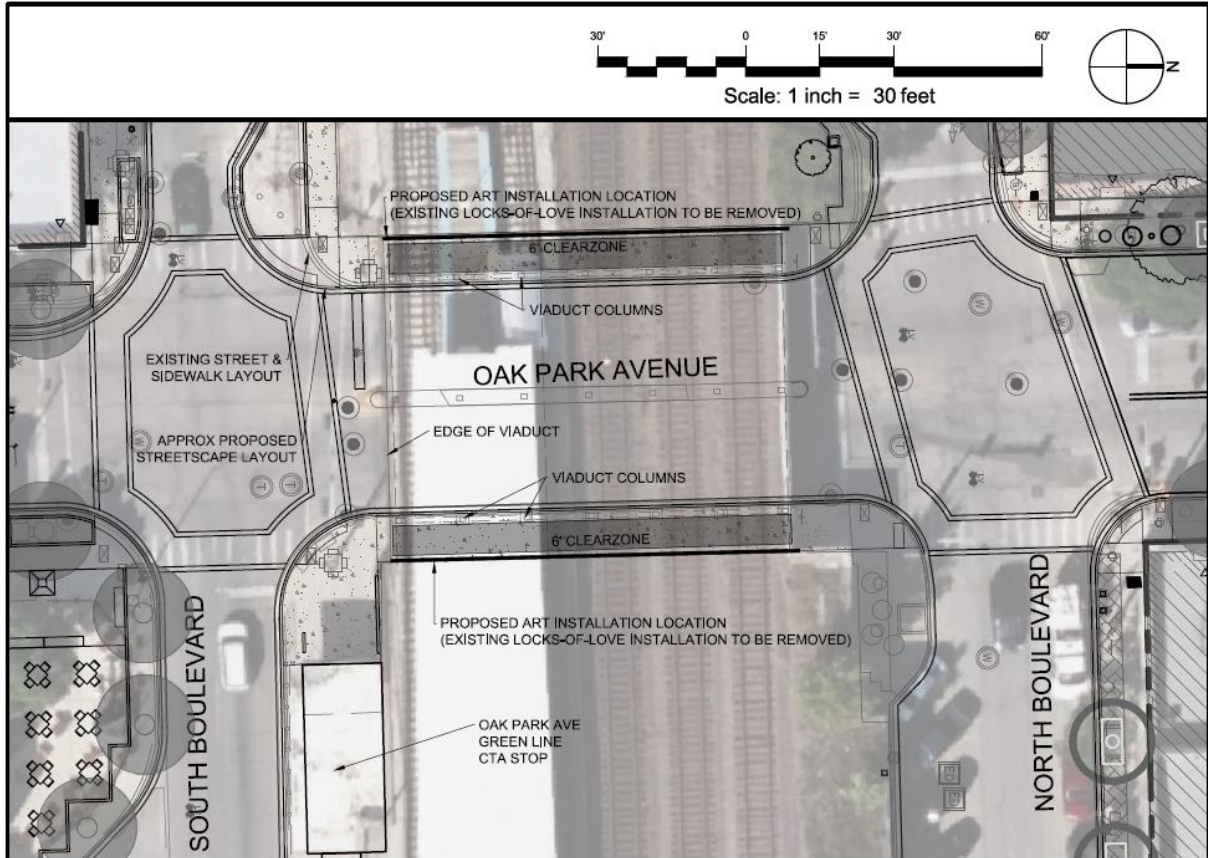 30' 0 15' 30' 60'
Scale: 1 inch = 30 feet
N
PROPOSED ART INSTALLATION LOCATION
(EXISTING LOCKS-OF-LOVE INSTALLATION TO BE REMOVED)
6' CLEARZONE
VIADUCT COLUMNS
EXISTING STREET &
SIDEWALK LAYOUT
OAK PARK AVENUE
EDGE OF VIADUCT
APPROX PROPOSED
STREETSCAPE LAYOUT
W
W
W
T
T
T
VIADUCT COLUMNS
6' CLEARZONE
PROPOSED ART INSTALLATION LOCATION
(EXISTING LOCKS-OF-LOVE INSTALLATION TO BE REMOVED)
SOUTH BOULEVARD
NORTH BOULEVARD
W
OAK PARK AVE
GREEN LINE
CTA STOP